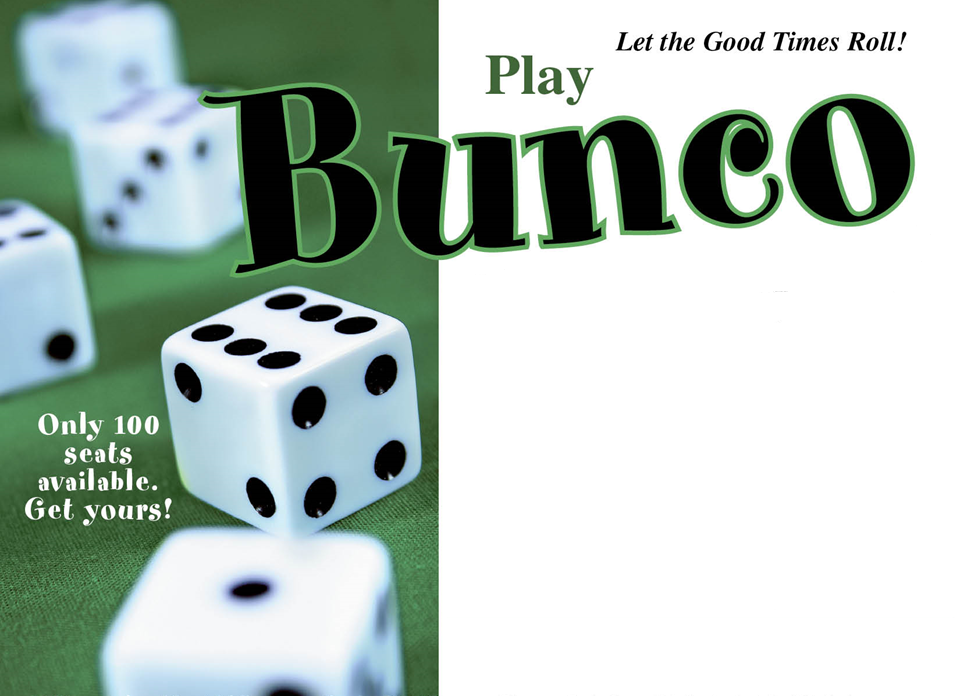 Let the Good Times Roll!
Play
Bunco
Only 100
seats
available.
Get yours!